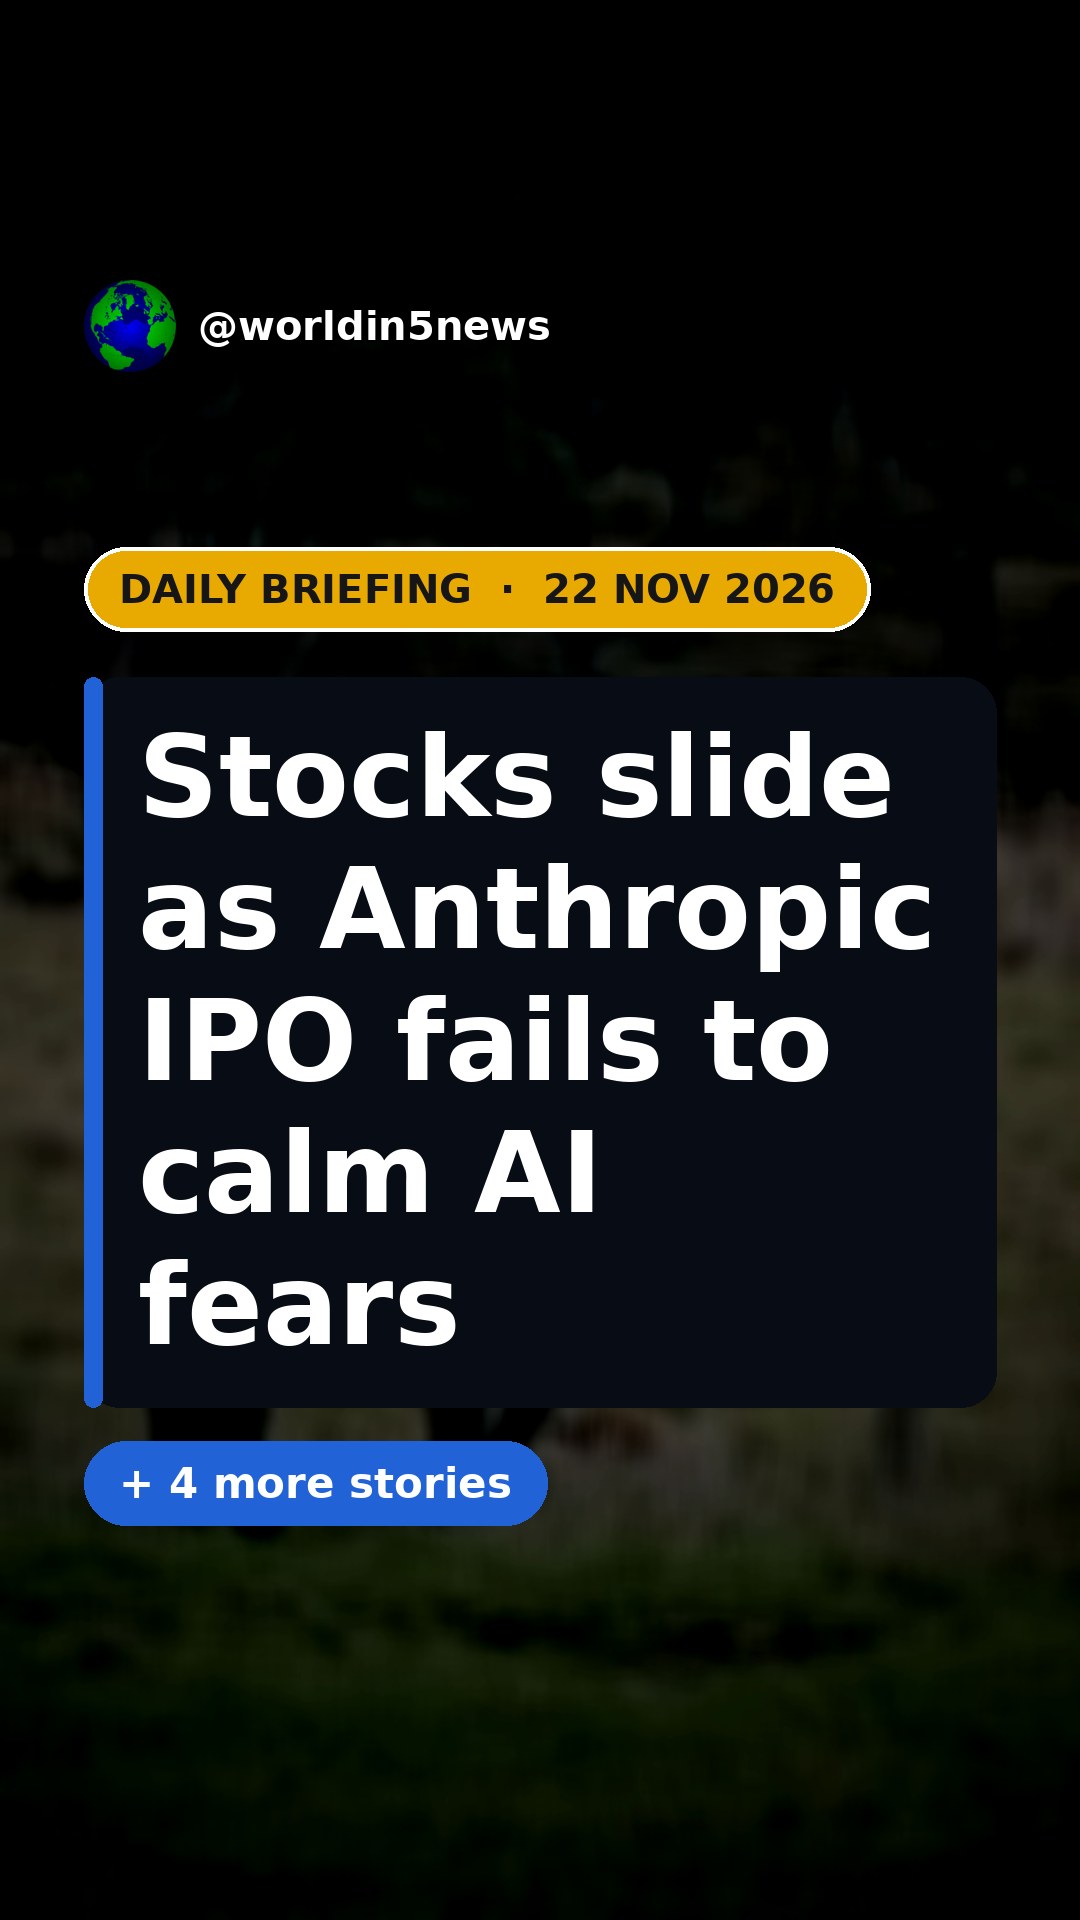 @worldin5news
DAILY BRIEFING · 22 NOV 2026
Stocks slide
as Anthropic
IPO fails to
calm AI
fears
+ 4 more stories